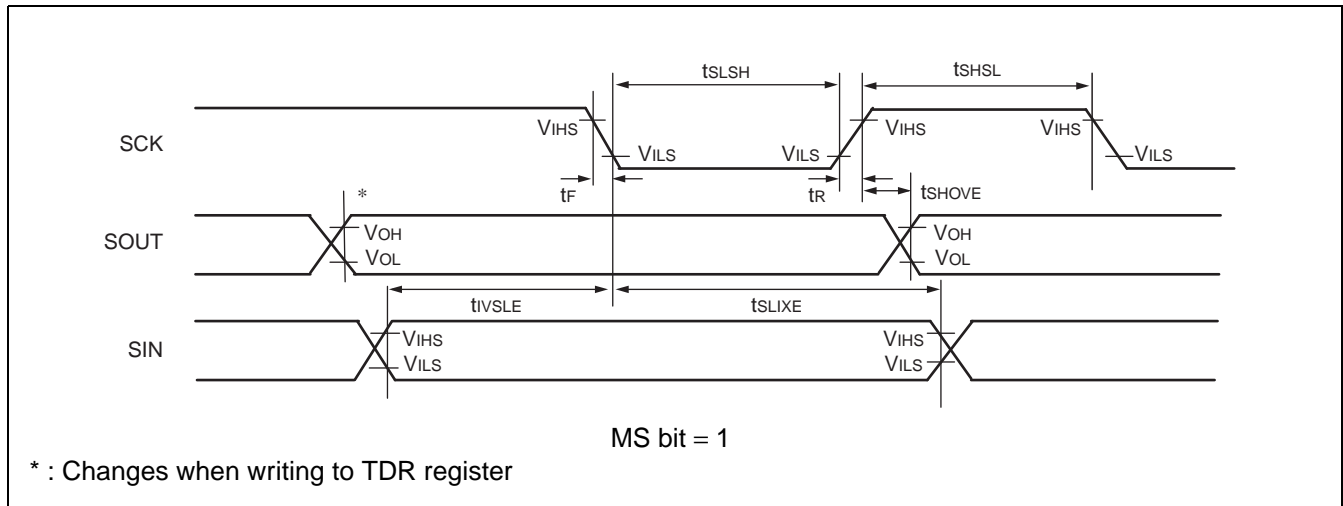 tSLSH tSHSL
SCK VIHS VILS VILS VIHS VIHS VILS
tF tR tSHOVE
*
SOUT VOH VOH
VOL VOL
tIVSLE tSLIXE
SIN VIHS VIHS
VILS VILS
MS bit = 1
* : Changes when writing to TDR register